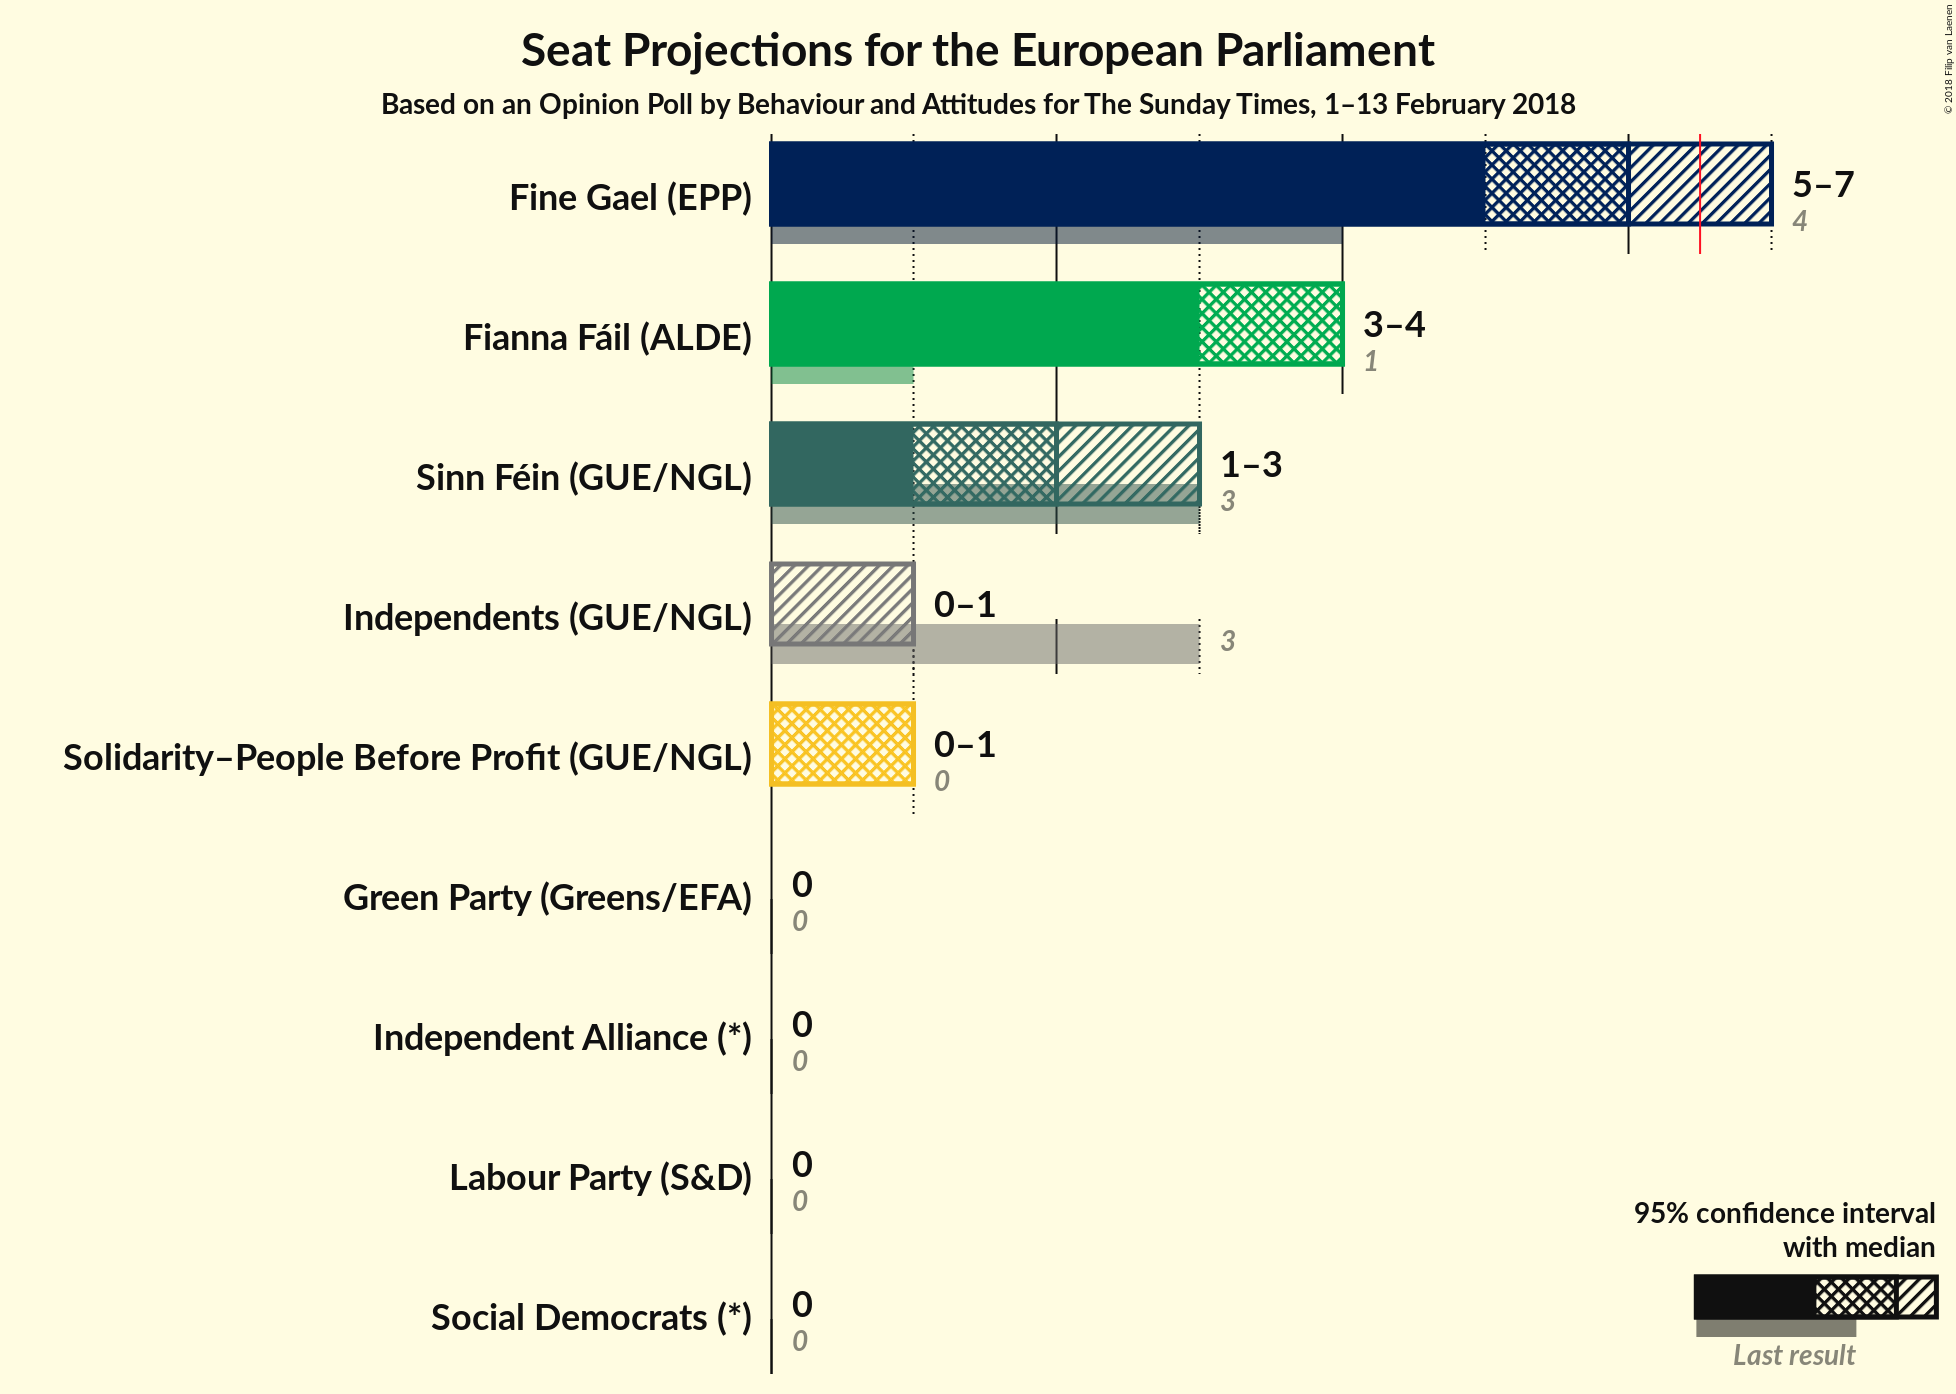 Seat Projections for the European Parliament
Based on an Opinion Poll by Behaviour and Attitudes for The Sunday Times, 1–13 February 2018
© 2018 Filip van Laenen
Fine Gael (EPP)
5–7
4
Fianna Fáil (ALDE)
3–4
1
Sinn Féin (GUE/NGL)
1–3
3
Independents (GUE/NGL)
0–1
3
Solidarity–People Before Profit (GUE/NGL)
0–1
0
Green Party (Greens/EFA)
0
0
Independent Alliance (*)
0
0
Labour Party (S&D)
0
0
Social Democrats (*)
0
0
95% confidence interval
with median
Last result